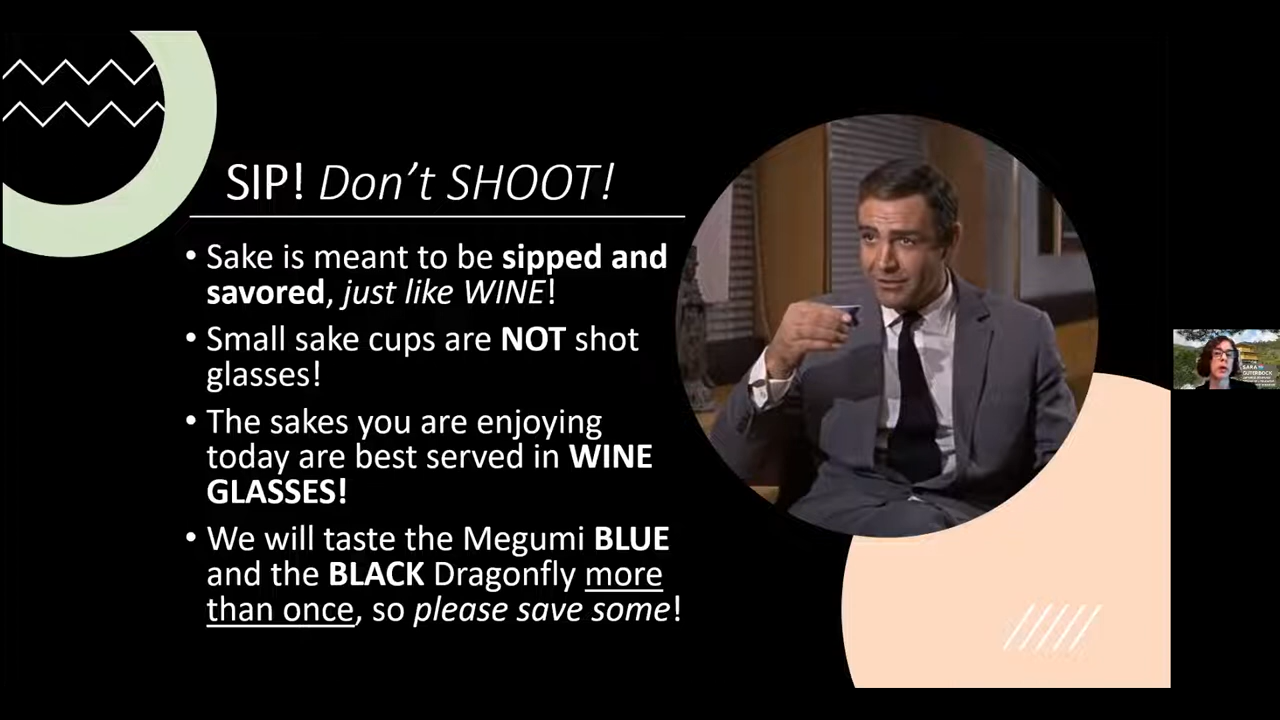 SIP! Don't SHOOT!
• Sake is meant to be sipped and
savored, just like WINE!
• Small sake cups are NOT shot
glasses!
• The sakes you are enjoying
today are best served in WINE
GLASSES!
• We will taste the Megumi BLUE
and the BLACK Dragonfly more
than once, so please save some!
SARA
GUTERBOCK